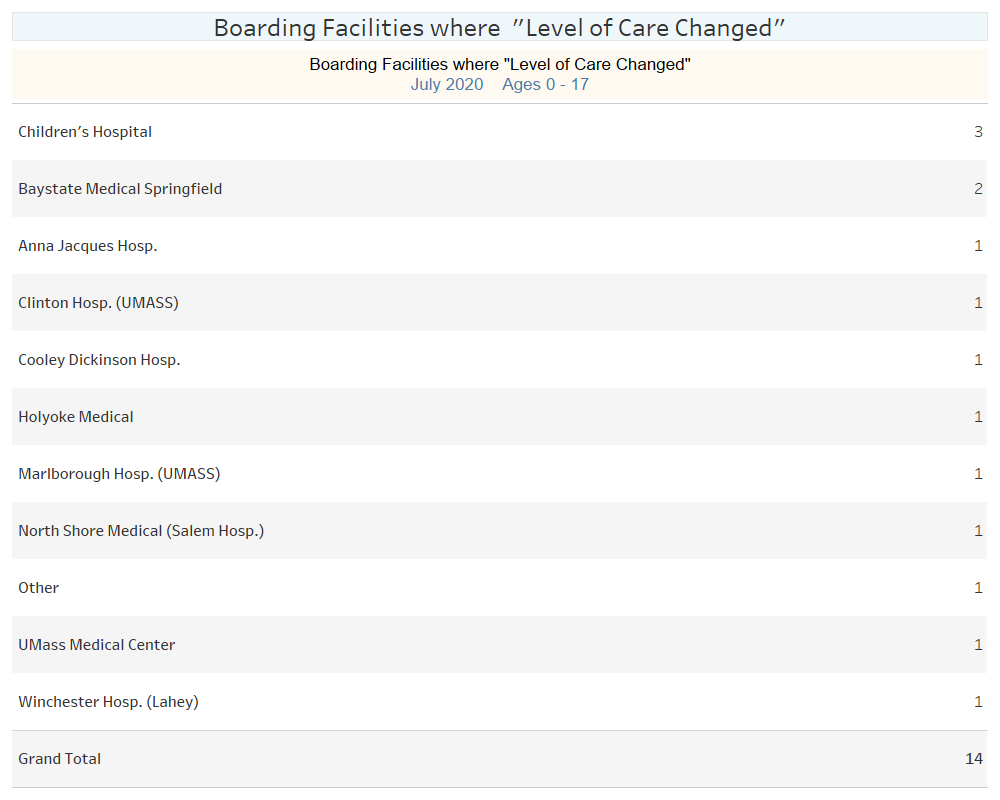 Boarding Facilities where "Level of Care Changed"
Boarding Facilities where "Level of Care Changed"
July 2020 Ages 0 - 17
Children's Hospital 3
Baystate Medical Springfield 2
Anna Jacques Hosp. 1
Clinton Hosp. (UMASS) 1
Cooley Dickinson Hosp. 1
Holyoke Medical 1
Marlborough Hosp. (UMASS) 1
North Shore Medical (Salem Hosp.) 1
Other 1
UMass Medical Center 1
Winchester Hosp. (Lahey) 1
Grand Total 14